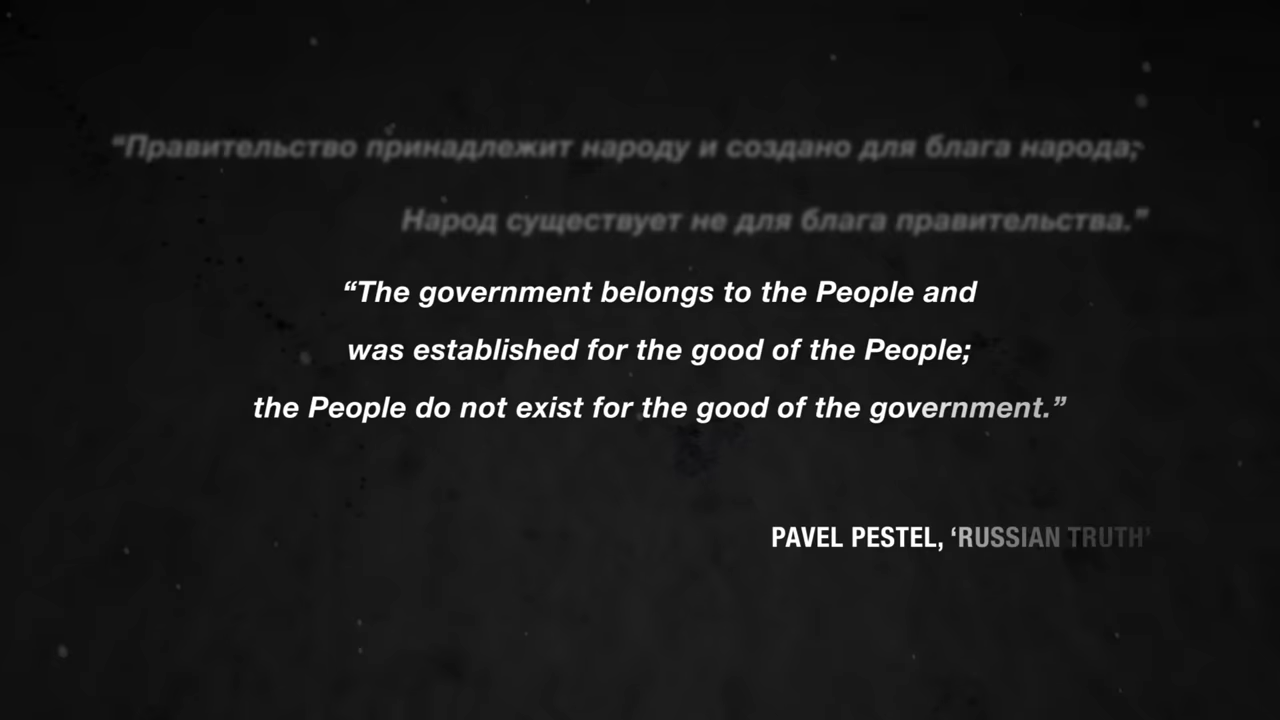 “Правительство принадлежит народу и создано для блага народа;
Народ существует не для блага правительства.”
“The government belongs to the People and
was established for the good of the People;
the People do not exist for the good of the government.”
PAVEL PESTEL, ‘RUSSIAN TRUTH’